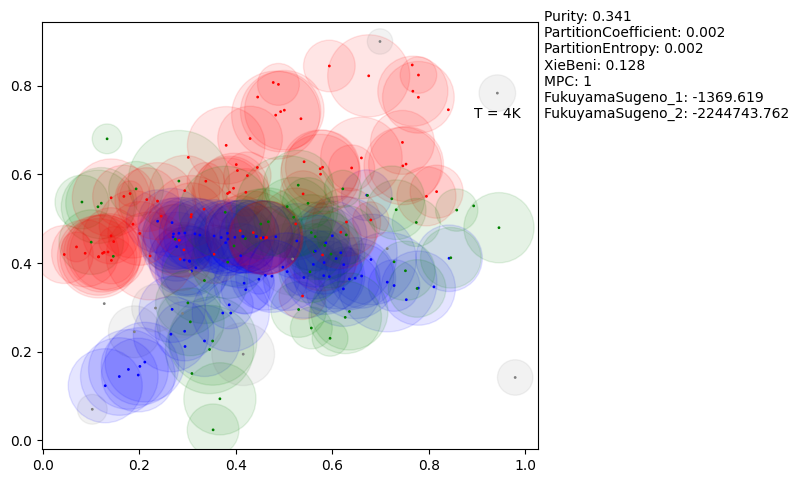 Purity: 0.341
PartitionCoefficient: 0.002
PartitionEntropy: 0.002
XieBeni: 0.128
MPC: 1
FukuyamaSugeno_1: -1369.619
FukuyamaSugeno_2: -2244743.762
T = 4K
0.8
0.6
0.4
0.2
0.0
0.0 0.2 0.4 0.6 0.8 1.0